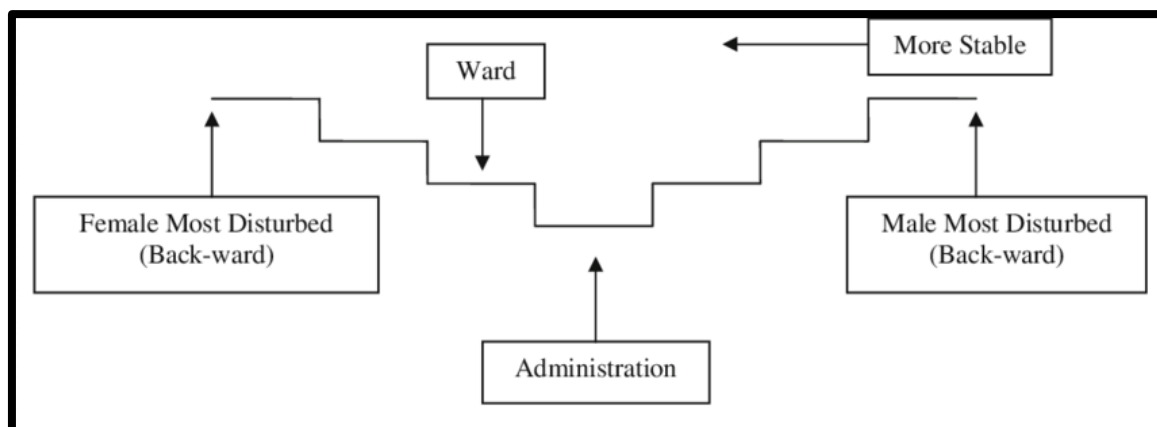 More Stable
Ward
Female Most Disturbed
(Back-ward)
Male Most Disturbed
(Back-ward)
Administration